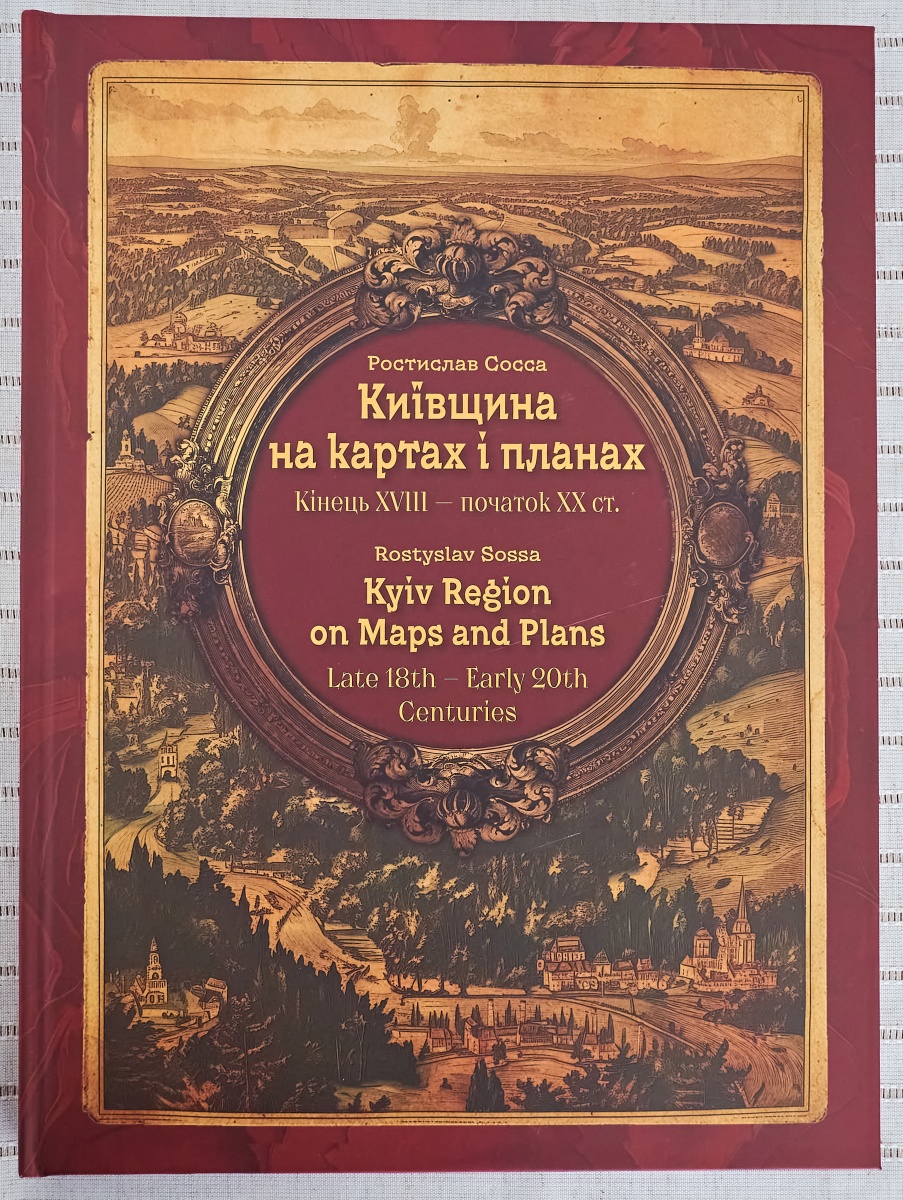 Ростислав Сосса
Київщина
на картах і планах
Кінець XVIII – початок XX ст.
Rostyslav Sossa
Kyiv Region
on Maps and Plans
Late 18th – Early 20th
Centuries